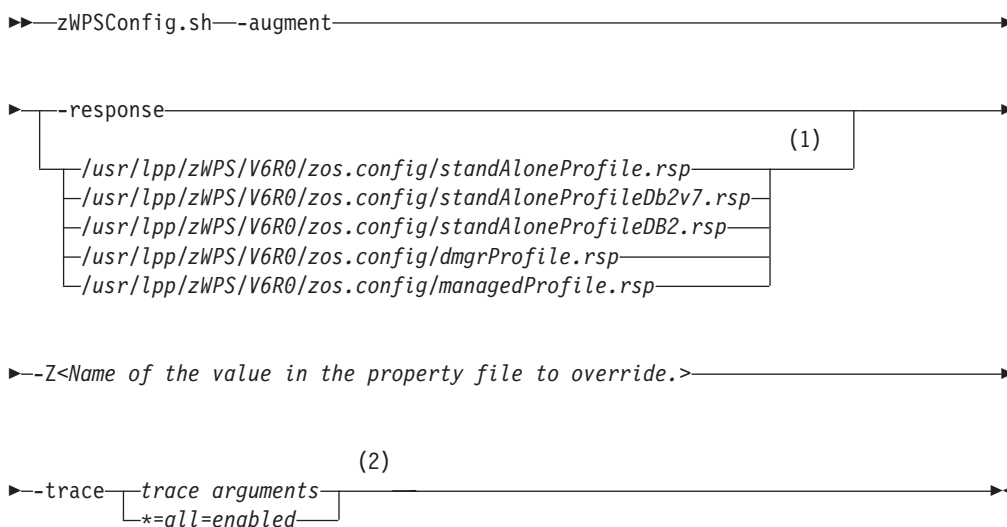 zWPSConfig.sh -augment
-response
(1)
/usr/lpp/zWPS/V6R0/zos.config/standAloneProfile.rsp
/usr/lpp/zWPS/V6R0/zos.config/standAloneProfileDb2v7.rsp
/usr/lpp/zWPS/V6R0/zos.config/standAloneProfileDB2.rsp
/usr/lpp/zWPS/V6R0/zos.config/dmgrProfile.rsp
/usr/lpp/zWPS/V6R0/zos.config/managedProfile.rsp
-Z<Name of the value in the property file to override.>
(2)
-trace trace arguments
*=all=enabled